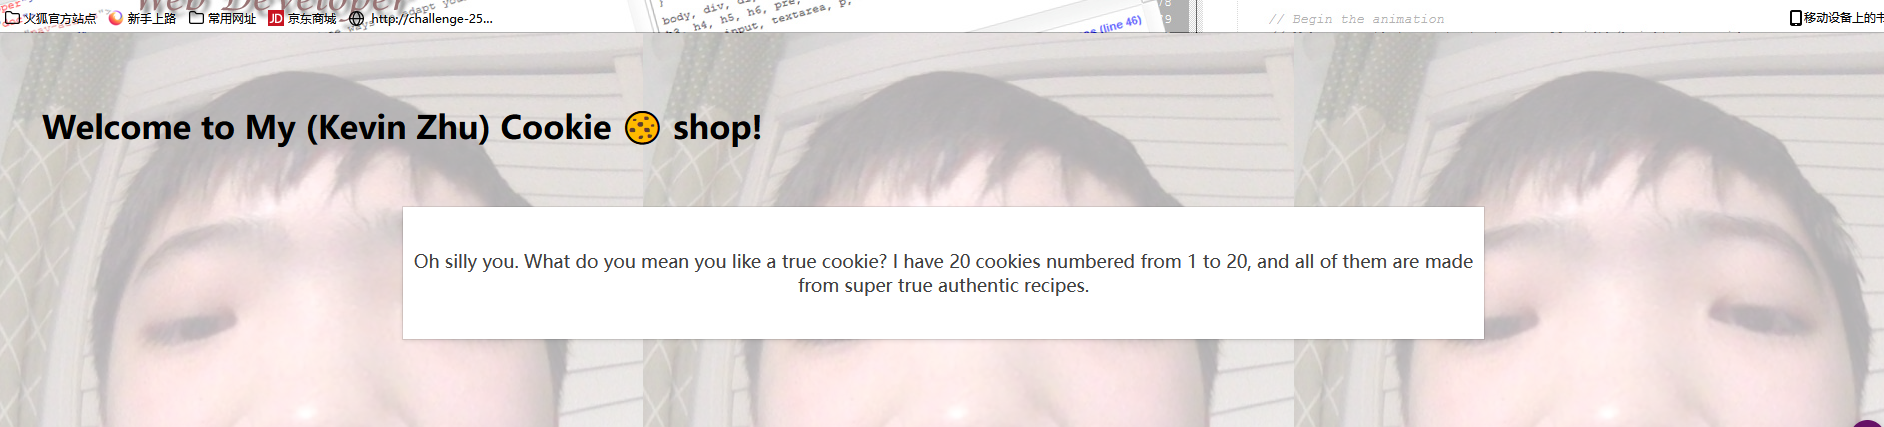 Web Developer
// Begin the animation
火狐官方站点 新手上路 常用网址 JD 京东商城 http://challenge-25... 移动设备上的书
body, div,
h4, h5, h6, pre,
input, textarea, p,
(line 46)
Welcome to My (Kevin Zhu) Cookie 🍪 shop!
Oh silly you. What do you mean you like a true cookie? I have 20 cookies numbered from 1 to 20, and all of them are made
from super true authentic recipes.